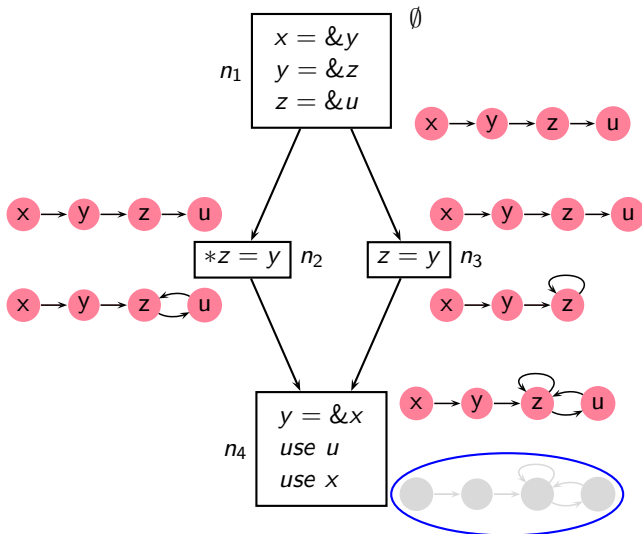 ∅
x = &y
n1
y = &z
z = &u
x y z u
x y z u
x y z u
*z = y n2
z = y n3
x y z u
x y z
x y z u
y = &x
n4
use u
use x